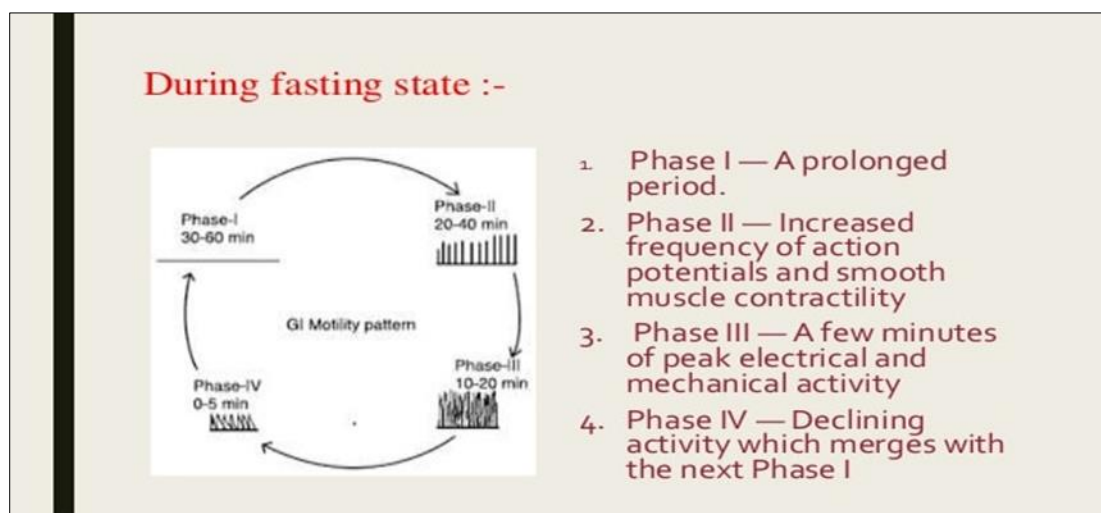 During fasting state :-
Phase-I
30-60 min
Phase-II
20-40 min
GI Motility pattern
Phase-III
10-20 min
Phase-IV
0-5 min
1. Phase I — A prolonged
period.
2. Phase II — Increased
frequency of action
potentials and smooth
muscle contractility
3. Phase III — A few minutes
of peak electrical and
mechanical activity
4. Phase IV — Declining
activity which merges with
the next Phase I